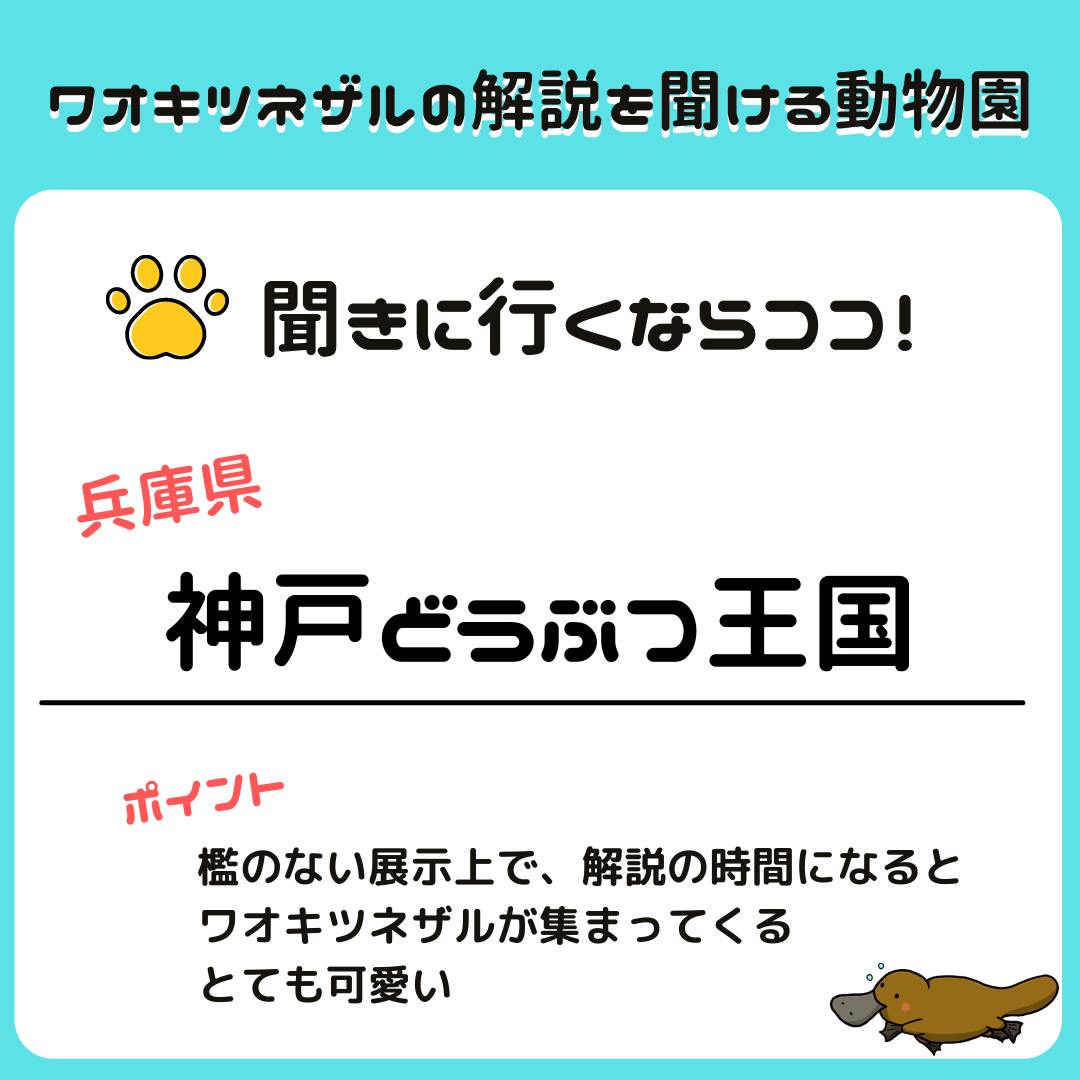 ワオキツネザルの解説を聞ける動物園
聞きに行くならココ!
兵庫県
神戸どうぶつ王国
ポイント
檻のない展示上で、解説の時間になると
ワオキツネザルが集まってくる
とても可愛い